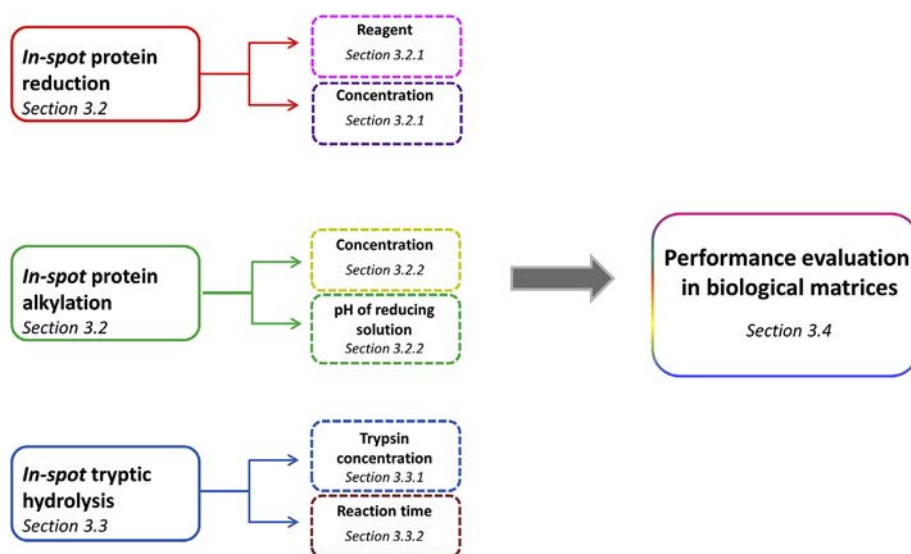 In-spot protein
reduction
Section 3.2
Reagent
Section 3.2.1
Concentration
Section 3.2.1
In-spot protein
alkylation
Section 3.2
Concentration
Section 3.2.2
pH of reducing
solution
Section 3.2.2
In-spot tryptic
hydrolysis
Section 3.3
Trypsin
concentration
Section 3.3.1
Reaction time
Section 3.3.2
Performance evaluation
in biological matrices
Section 3.4